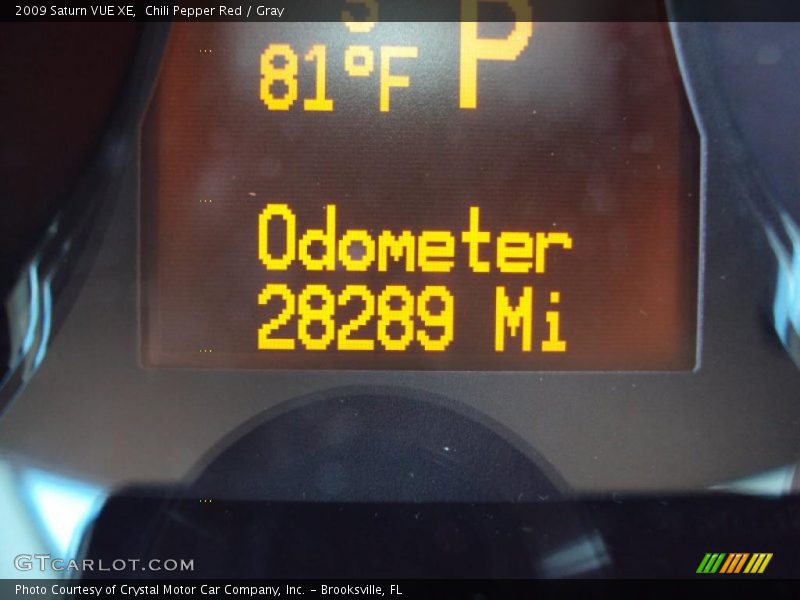 2009 Saturn VUE XE, Chili Pepper Red / Gray
81°F P
Odometer
28289 Mi
GTCARLOT.COM
Photo Courtesy of Crystal Motor Car Company, Inc. - Brooksville, FL